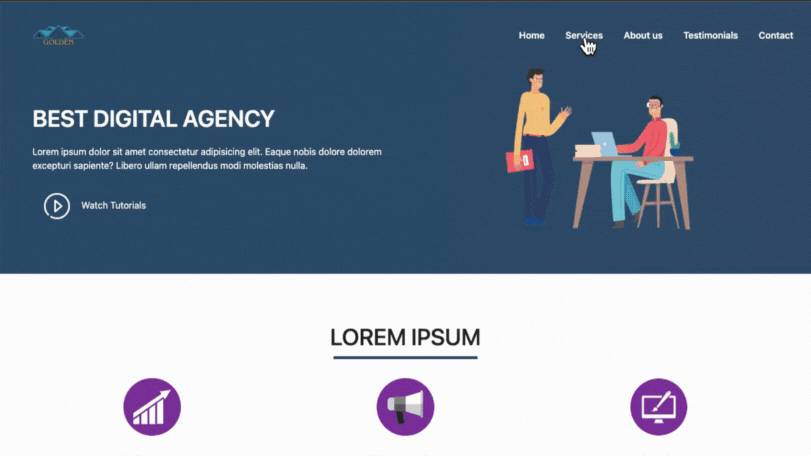 GOLDEN
Home Services About us Testimonials Contact
BEST DIGITAL AGENCY
Lorem ipsum dolor sit amet consectetur adipisicing elit. Eaque nobis dolore dolorem
excepturi sapiente? Libero ullam repellendus modi molestias nulla.
Watch Tutorials
LOREM IPSUM